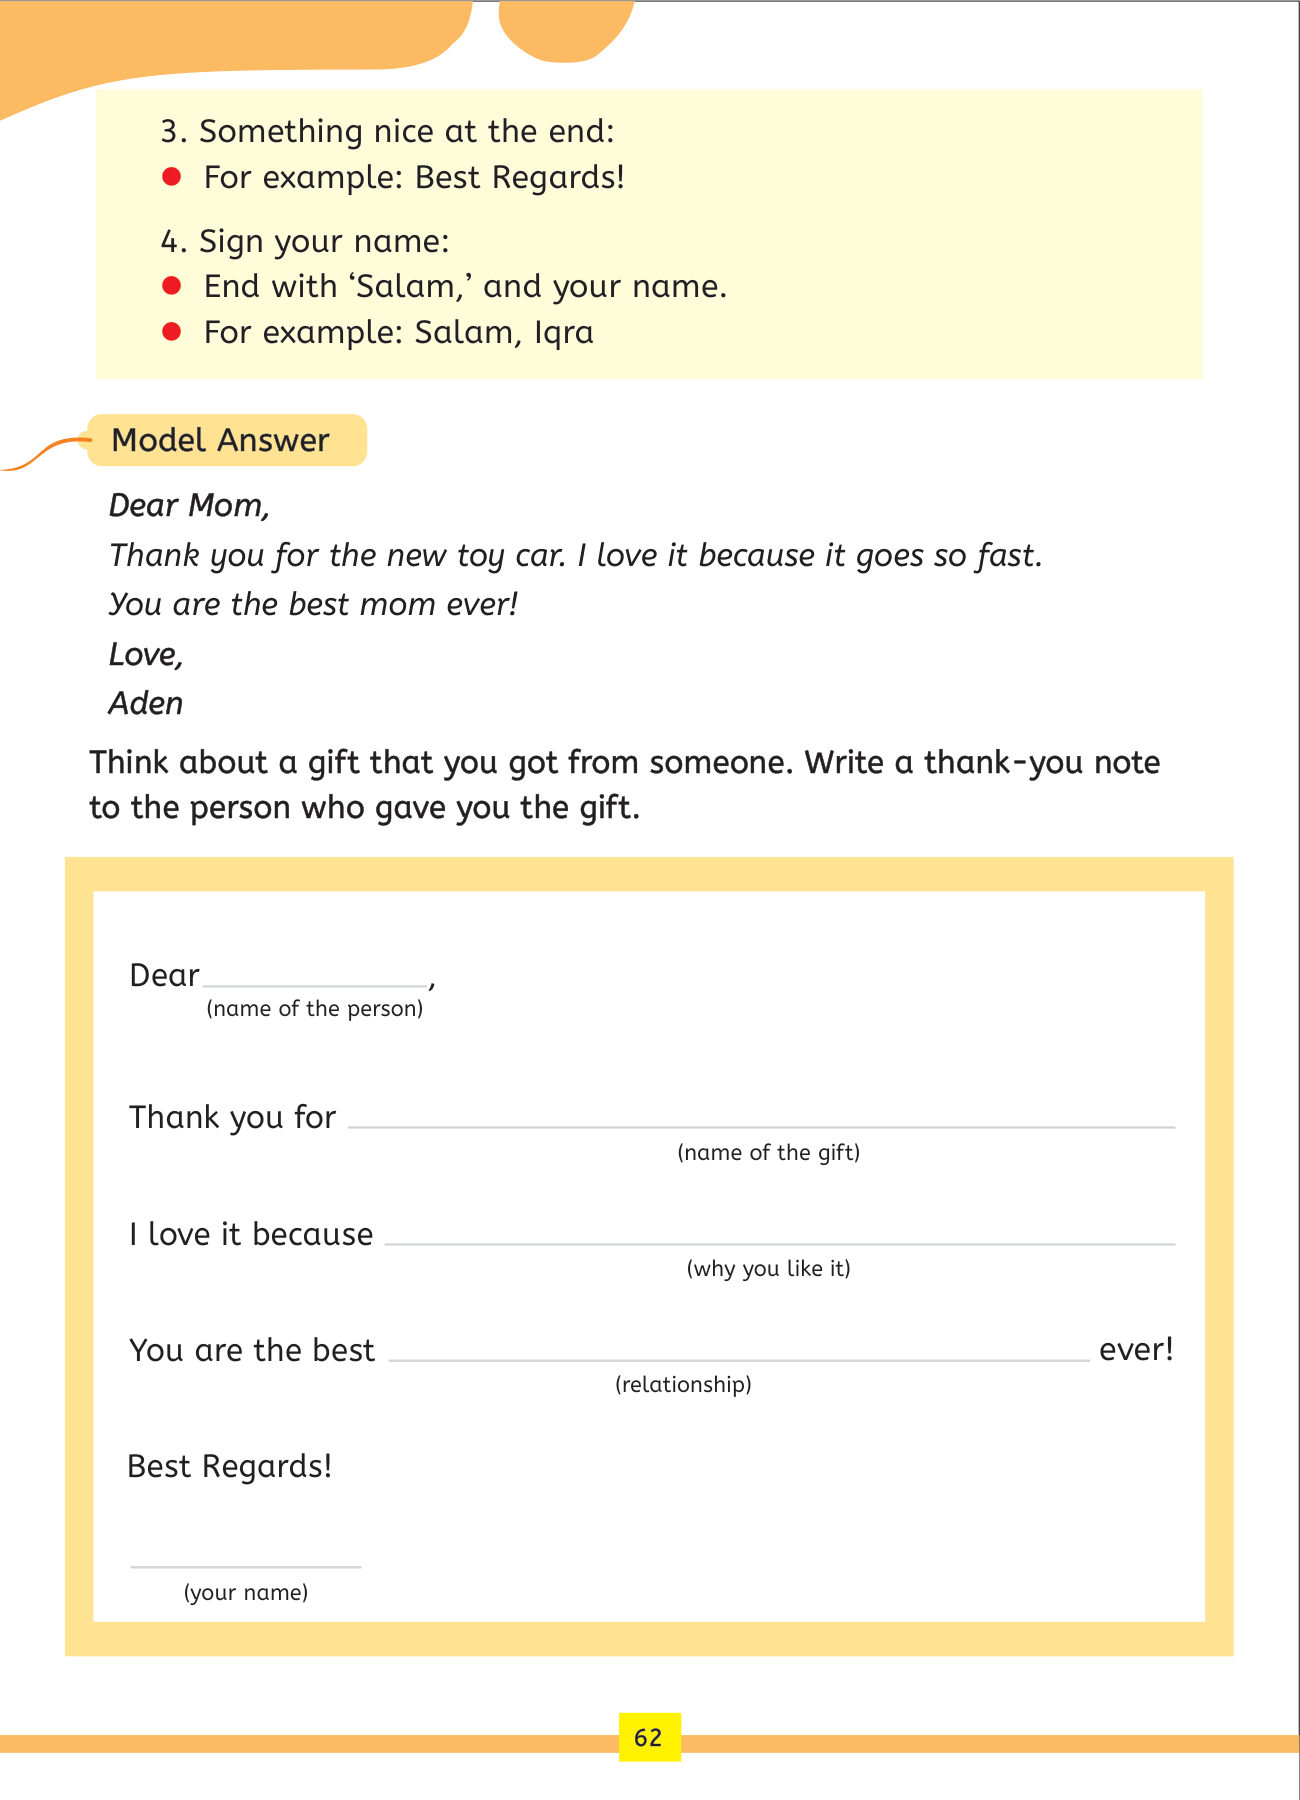 3. Something nice at the end:
● For example: Best Regards!
4. Sign your name:
● End with ‘Salam,’ and your name.
● For example: Salam, Iqra
Model Answer
Dear Mom,
Thank you for the new toy car. I love it because it goes so fast.
You are the best mom ever!
Love,
Aden
Think about a gift that you got from someone. Write a thank-you note
to the person who gave you the gift.
Dear ,
(name of the person)
Thank you for
(name of the gift)
I love it because
(why you like it)
You are the best ever!
(relationship)
Best Regards!
(your name)
62